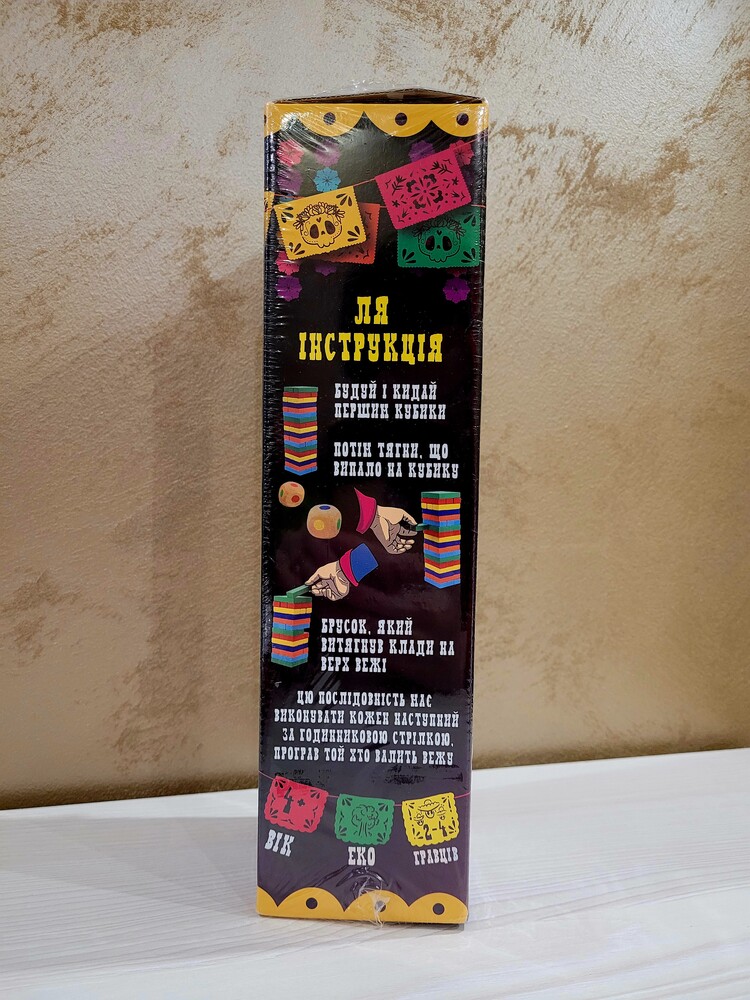 ЛЯ
ІНСТРУКЦІЯ
БУДУЙ І КИДАЙ
ПЕРШИМ КУБИКИ
ПОТІМ ТЯГНИ, ЩО
ВИПАЛО НА КУБИКУ
БРУСОК, ЯКИЙ
ВИТЯГНУВ КЛАДИ НА
ВЕРХ ВЕЖІ
ЦЮ ПОСЛІДОВНІСТЬ МАЄ
ВИКОНУВАТИ КОЖЕН НАСТУПНИЙ
ЗА ГОДИННИКОВОЮ СТРІЛКОЮ,
ПРОГРАВ ТОЙ ХТО ВАЛИТЬ ВЕЖУ
4+
ВІК
ЕКО
2-4
ГРАВЦІВ